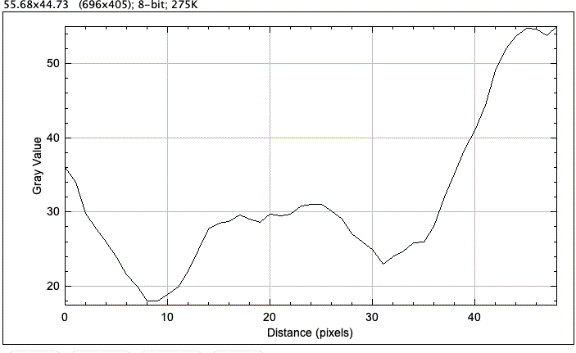 55.68x44.73 (696x405); 8-bit; 275K
50
40
30
20
Gray Value
0 10 20 30 40
Distance (pixels)